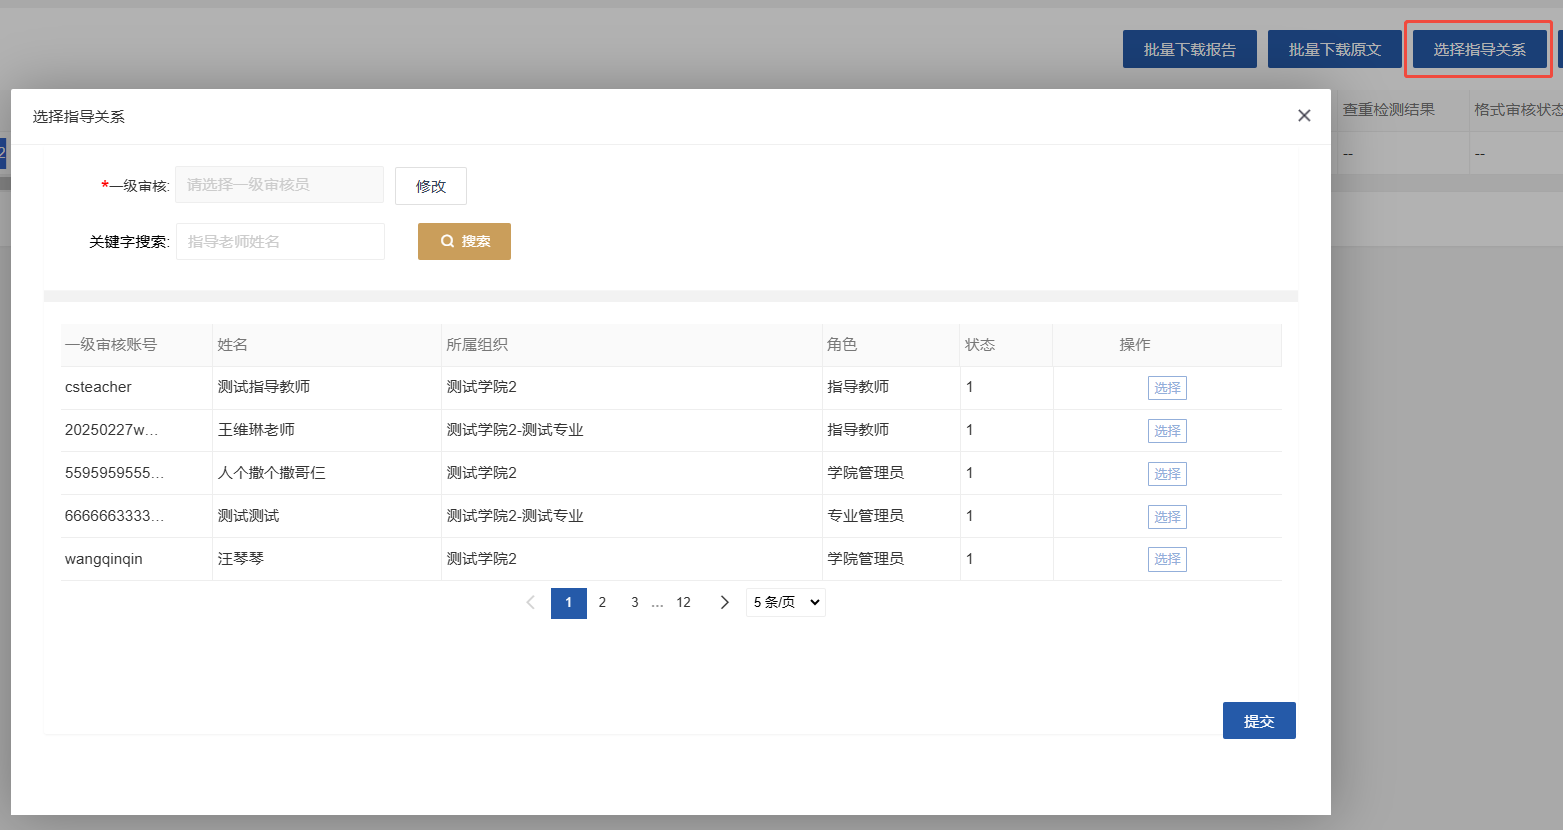 批量下载报告 批量下载原文 选择指导关系
查重检测结果 格式审核状态
-- --
2
选择指导关系
*一级审核: 请选择一级审核员 修改
关键字搜索: 指导老师姓名 搜索
一级审核账号 姓名 所属组织 角色 状态 操作
csteacher 测试指导教师 测试学院2 指导教师 1 选择
20250227w... 王维琳老师 测试学院2-测试专业 指导教师 1 选择
5595959555... 人个撒个撒哥仨 测试学院2 学院管理员 1 选择
6666663333... 测试测试 测试学院2-测试专业 专业管理员 1 选择
wangqinqin 汪琴琴 测试学院2 学院管理员 1 选择
1 2 3 ... 12 5 条/页
提交